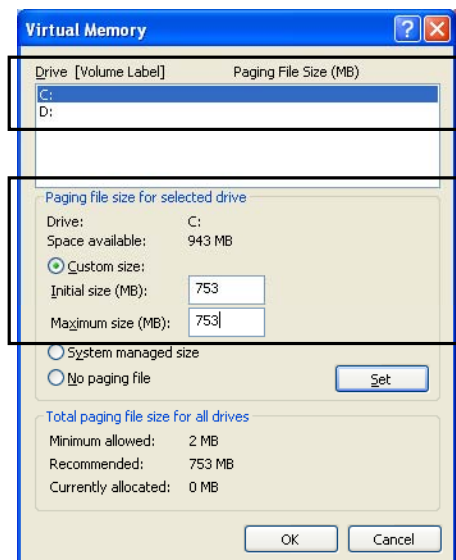 Virtual Memory
Drive [Volume Label] Paging File Size (MB)
C:
D:
Paging file size for selected drive
Drive: C:
Space available: 943 MB
Custom size:
Initial size (MB): 753
Maximum size (MB): 753
System managed size
No paging file Set
Total paging file size for all drives
Minimum allowed: 2 MB
Recommended: 753 MB
Currently allocated: 0 MB
OK Cancel